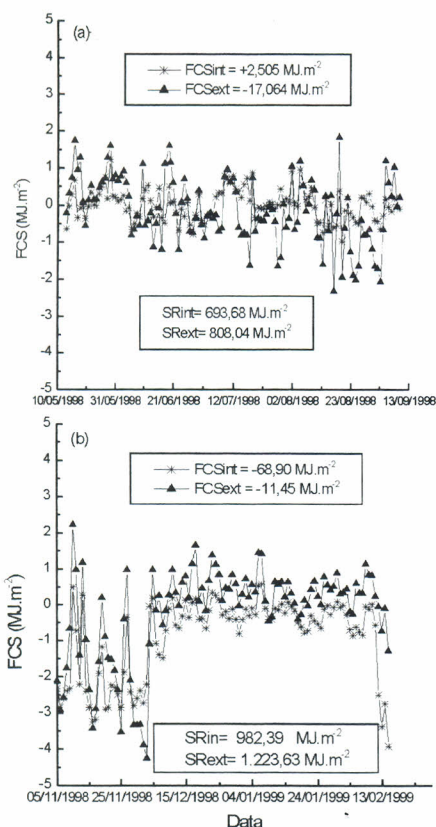 (a)
FCSint = +2,505 MJ.m-2
FCSext = -17,064 MJ.m-2
5
4
3
2
1
0
-1
-2
-3
-4
-5
FCS (MJ.m-2)
SRint= 693,68 MJ.m-2
SRext= 808,04 MJ.m-2
10/05/1998 31/05/1998 21/06/1998 12/07/1998 02/08/1998 23/08/1998 13/09/1998
(b)
FCSint = -68,90 MJ.m-2
FCSext = -11,45 MJ.m-2
4
3
2
1
0
-1
-2
-3
-4
-5
FCS (MJ.m-2)
SRin= 982,39 MJ.m-2
SRext= 1.223,63 MJ.m-2
05/11/1998 25/11/1998 15/12/1998 04/01/1999 24/01/1999 13/02/1999
Data